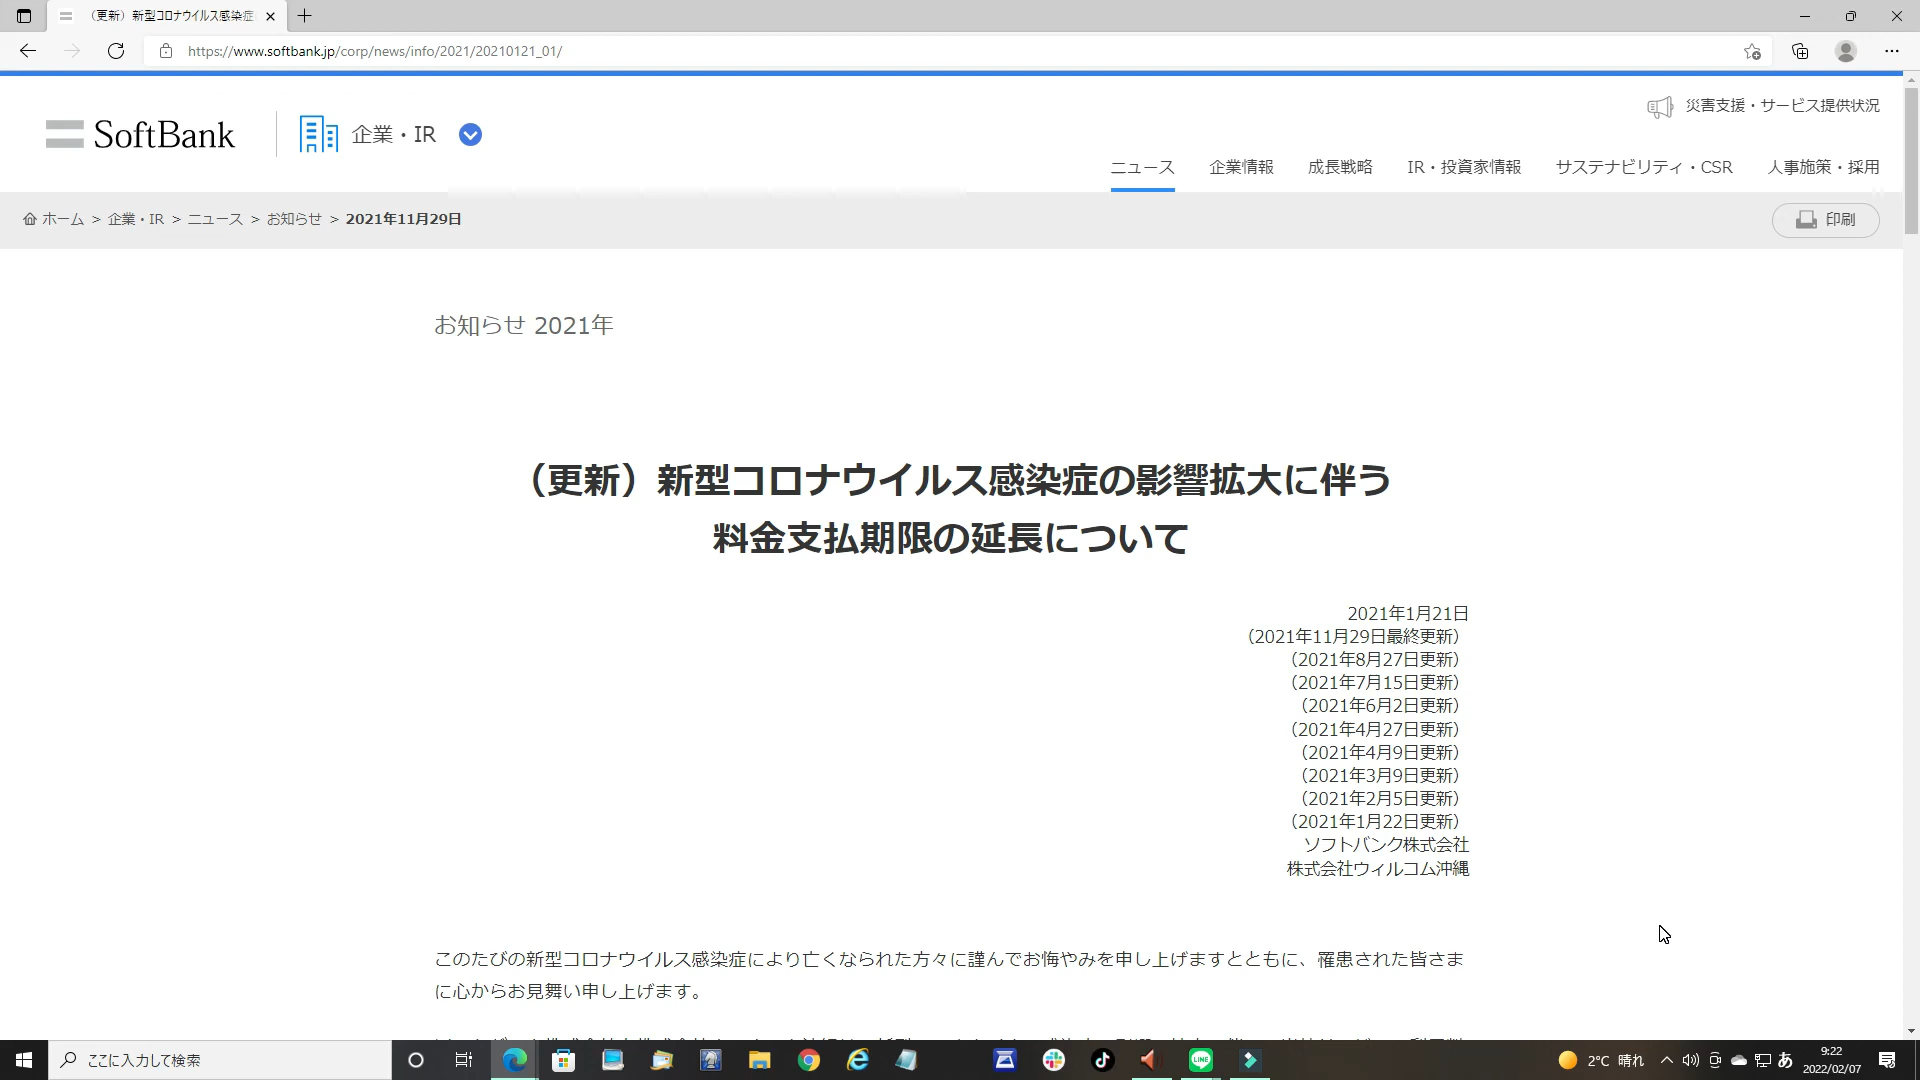 （更新）新型コロナウイルス感染症
https://www.softbank.jp/corp/news/info/2021/20210121_01/
災害支援・サービス提供状況
SoftBank
企業・IR
ニュース 企業情報 成長戦略 IR・投資家情報 サステナビリティ・CSR 人事施策・採用
ホーム > 企業・IR > ニュース > お知らせ > 2021年11月29日
印刷
お知らせ 2021年
（更新）新型コロナウイルス感染症の影響拡大に伴う
料金支払期限の延長について
2021年1月21日
（2021年11月29日最終更新）
（2021年8月27日更新）
（2021年7月15日更新）
（2021年6月2日更新）
（2021年4月27日更新）
（2021年4月9日更新）
（2021年3月9日更新）
（2021年2月5日更新）
（2021年1月22日更新）
ソフトバンク株式会社
株式会社ウィルコム沖縄
このたびの新型コロナウイルス感染症により亡くなられた方々に謹んでお悔やみを申し上げますとともに、罹患された皆さま
に心からお見舞い申し上げます。
ここに入力して検索
LINE
2°C 晴れ
あ
9:22
2022/02/07